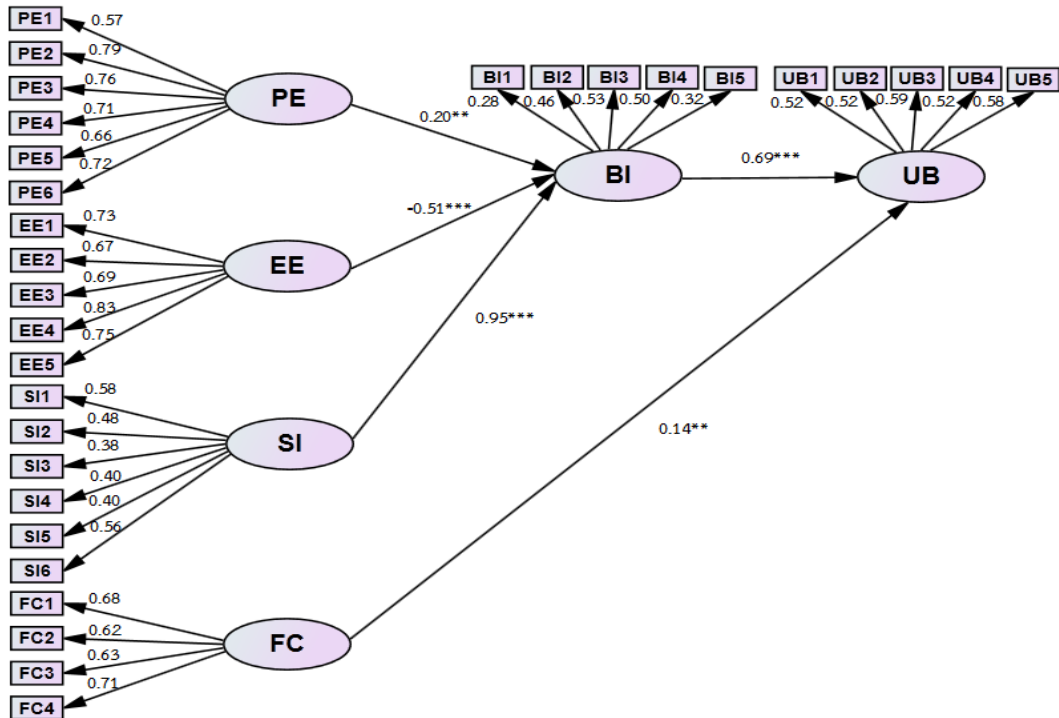 PE1
0.57
PE2
0.79
PE3
0.76
PE4
0.71
PE5
0.66
PE6
0.72
PE
0.20**
EE1
0.73
EE2
0.67
EE3
0.69
EE4
0.83
EE5
0.75
EE
-0.51***
SI1
0.58
SI2
0.48
SI3
0.38
SI4
0.40
SI5
0.40
SI6
0.56
SI
0.95***
FC1
0.68
FC2
0.62
FC3
0.63
FC4
0.71
FC
0.14**
BI1 BI2 BI3 BI4 BI5
0.28 0.46 0.53 0.50 0.32
BI
0.69***
UB1 UB2 UB3 UB4 UB5
0.52 0.52 0.59 0.52 0.58
UB